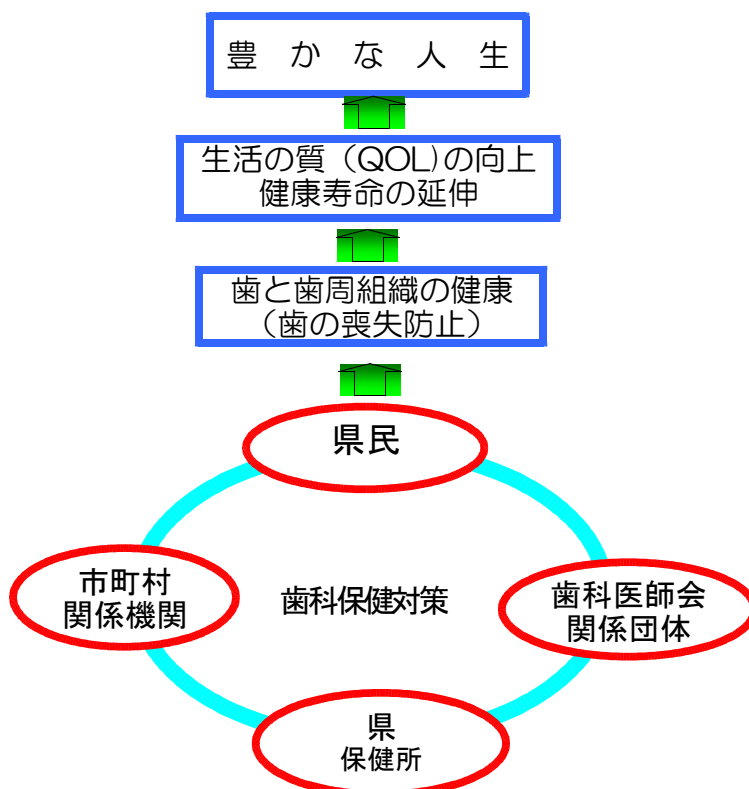 豊かな人生
生活の質（QOL)の向上
健康寿命の延伸
歯と歯周組織の健康
（歯の喪失防止）
県民
市町村
関係機関
歯科保健対策
歯科医師会
関係団体
県
保健所